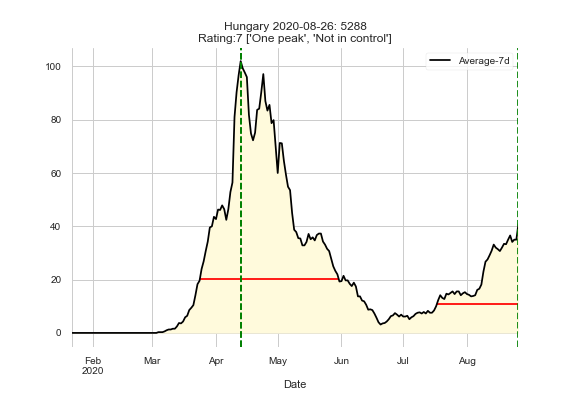 Hungary 2020-08-26: 5288
Rating:7 ['One peak', 'Not in control']
Average-7d
100
80
60
40
20
0
Feb
2020
Mar
Apr
May
Jun
Jul
Aug
Date